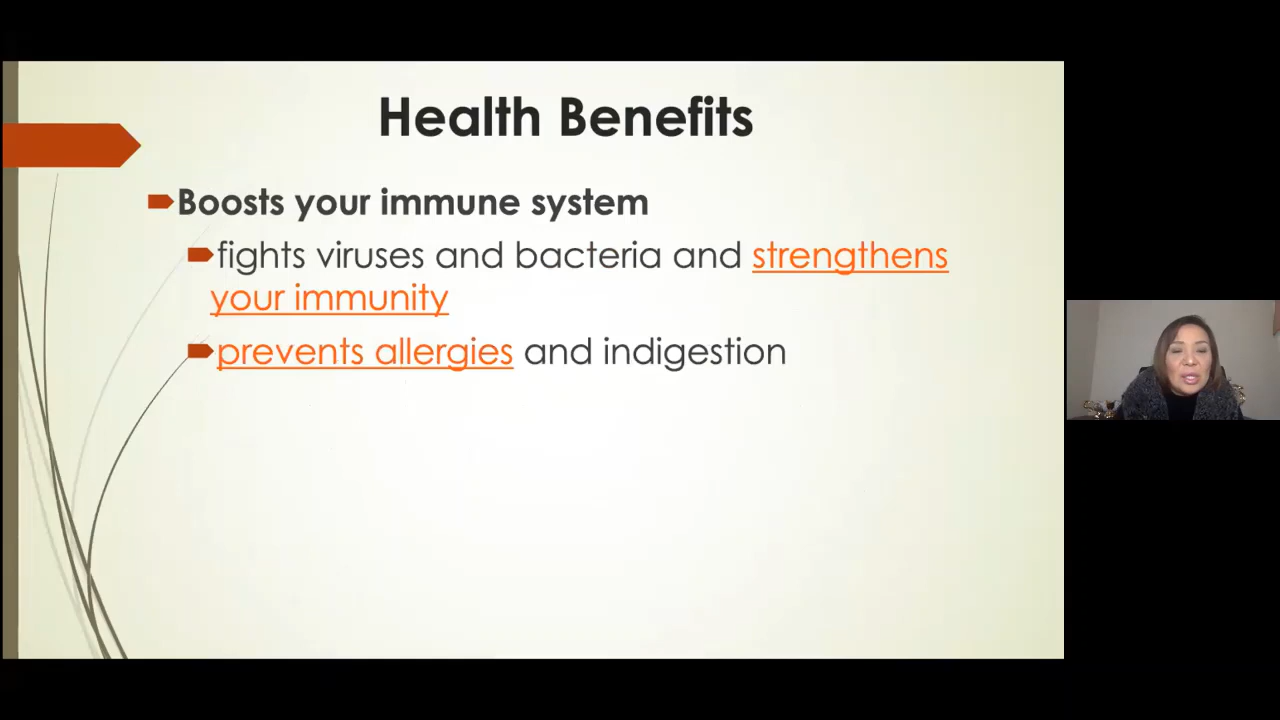 Health Benefits
Boosts your immune system
fights viruses and bacteria and strengthens
your immunity
prevents allergies and indigestion